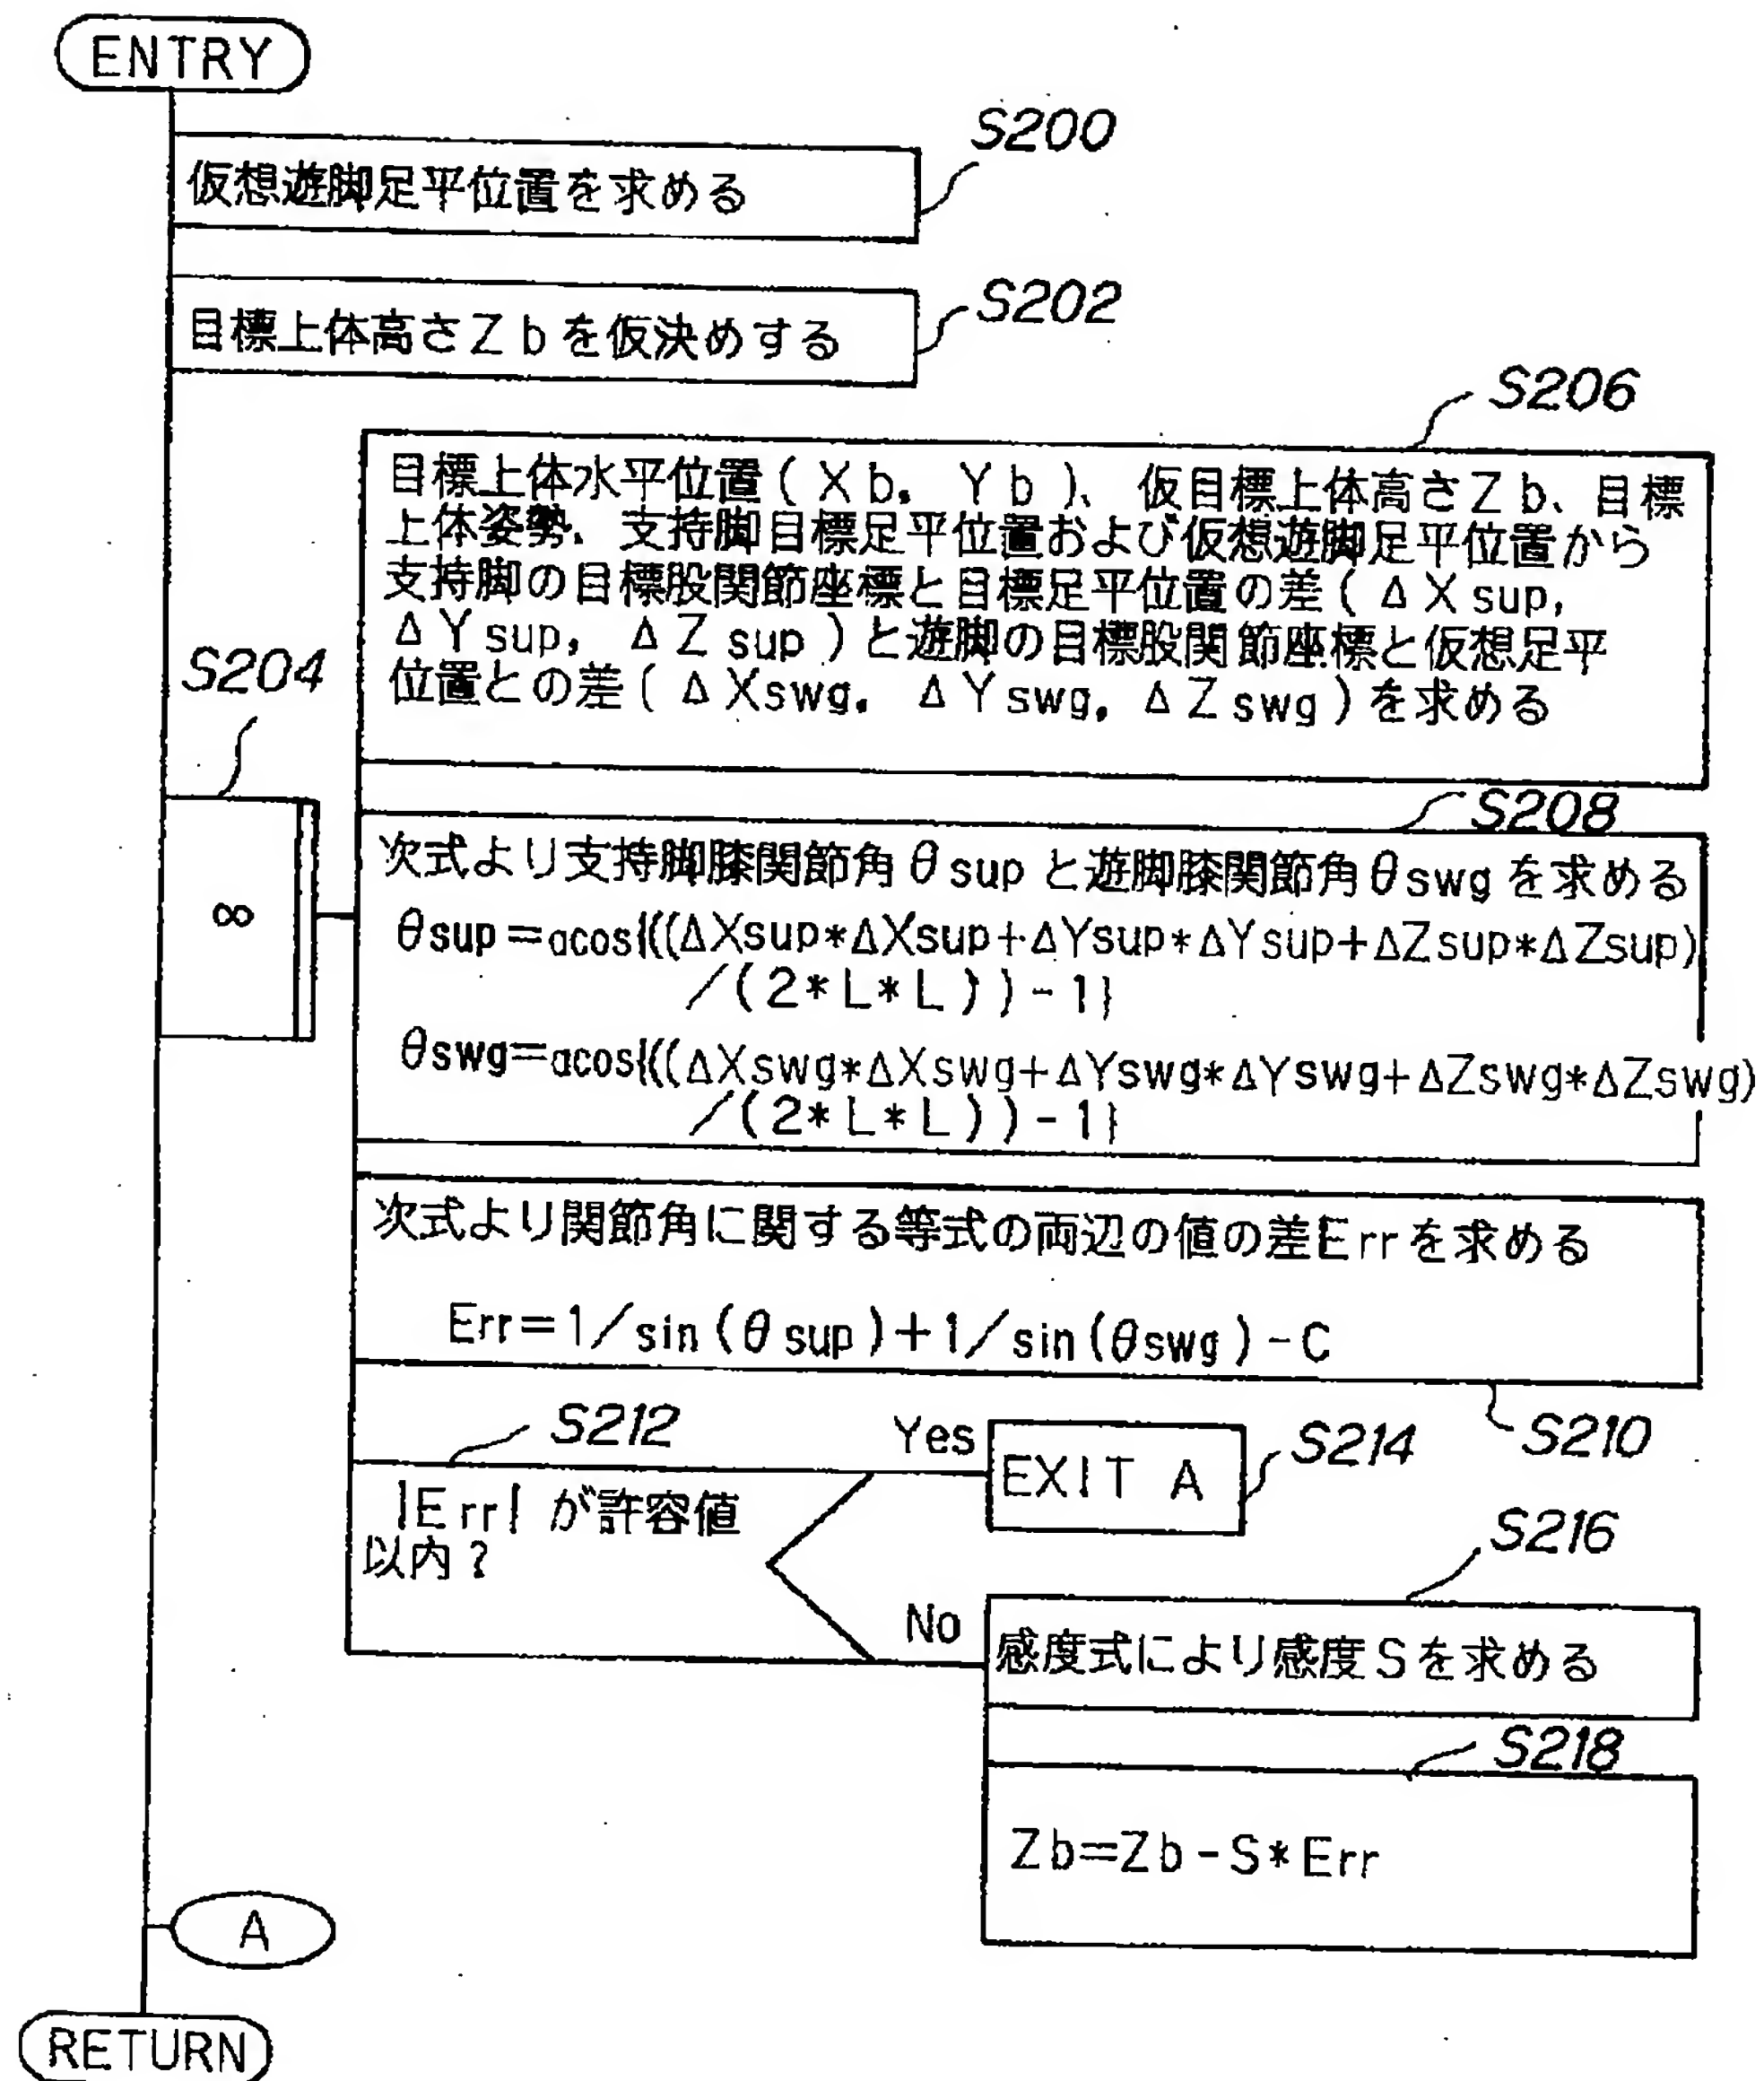 ENTRY
S200
仮想遊脚足平位置を求める
S202
目標上体高さZbを仮決めする
S206
目標上体水平位置(Xb, Yb)、仮目標上体高さZb、目標
上体姿勢、支持脚目標足平位置および仮想遊脚足平位置から
支持脚の目標股関節座標と目標足平位置の差(ΔXsup,
ΔYsup, ΔZsup)と遊脚の目標股関節座標と仮想足平
位置との差(ΔXswg, ΔYswg, ΔZswg)を求める
S204
∞
S208
次式より支持脚膝関節角θsupと遊脚膝関節角θswgを求める
θsup=acos{((ΔXsup*ΔXsup+ΔYsup*ΔYsup+ΔZsup*ΔZsup)
/(2*L*L))-1}
θswg=acos{((ΔXswg*ΔXswg+ΔYswg*ΔYswg+ΔZswg*ΔZswg)
/(2*L*L))-1}
次式より関節角に関する等式の両辺の値の差Errを求める
Err=1/sin(θsup)+1/sin(θswg)-C
S210
S212
|Err|が許容値
以内?
Yes
EXIT A
S214
S216
No
感度式により感度Sを求める
S218
Zb=Zb-S*Err
A
RETURN